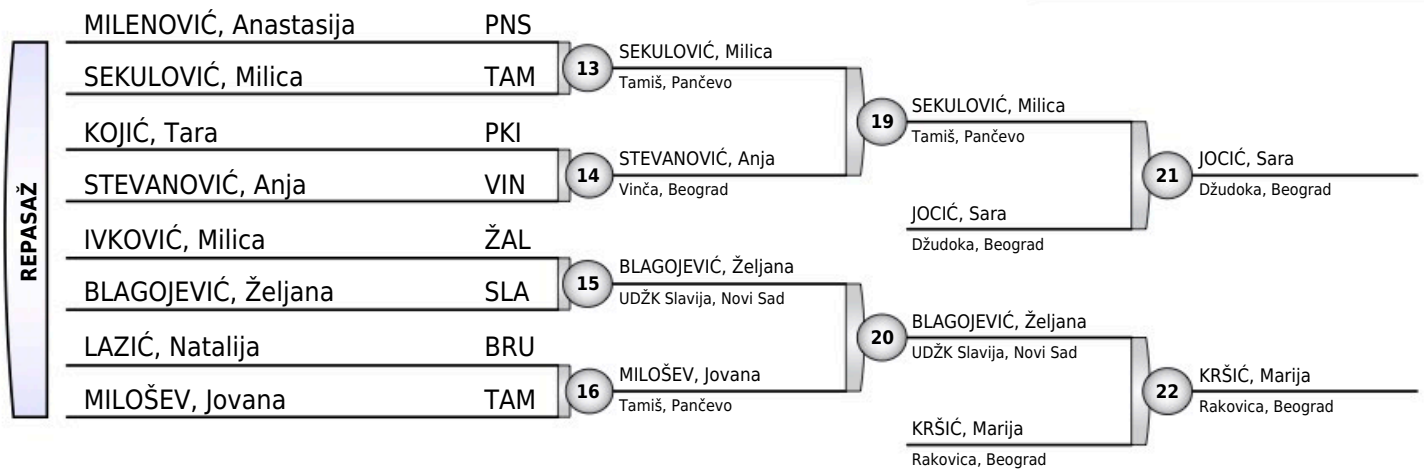 REPASAŽ
MILENOVIĆ, Anastasija PNS
SEKULOVIĆ, Milica TAM
KOJIĆ, Tara PKI
STEVANOVIĆ, Anja VIN
IVKOVIĆ, Milica ŽAL
BLAGOJEVIĆ, Željana SLA
LAZIĆ, Natalija BRU
MILOŠEV, Jovana TAM
13
SEKULOVIĆ, Milica
Tamiš, Pančevo
14
STEVANOVIĆ, Anja
Vinča, Beograd
15
BLAGOJEVIĆ, Željana
UDŽK Slavija, Novi Sad
16
MILOŠEV, Jovana
Tamiš, Pančevo
19
SEKULOVIĆ, Milica
Tamiš, Pančevo
JOCIĆ, Sara
Džudoka, Beograd
20
BLAGOJEVIĆ, Željana
UDŽK Slavija, Novi Sad
KRŠIĆ, Marija
Rakovica, Beograd
21
JOCIĆ, Sara
Džudoka, Beograd
22
KRŠIĆ, Marija
Rakovica, Beograd